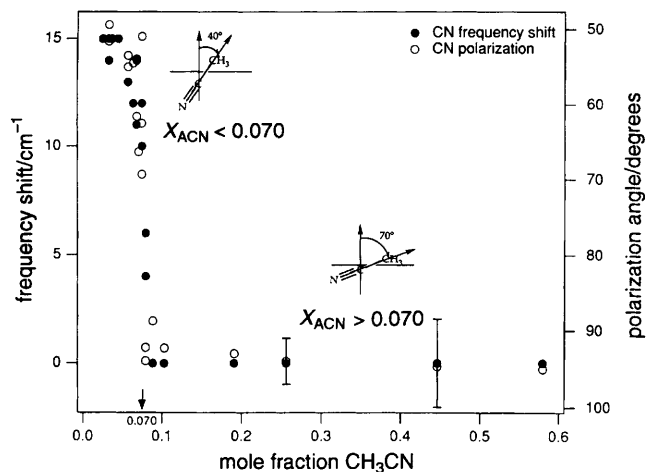 15
10
5
0
frequency shift/cm⁻¹
● CN frequency shift
○ CN polarization
40°
CH₃
C
N
X_ACN < 0.070
70°
CH₃
C
N
X_ACN > 0.070
50
60
70
80
90
100
polarization angle/degrees
0.0
0.070
0.1
0.2
0.3
0.4
0.5
0.6
mole fraction CH₃CN